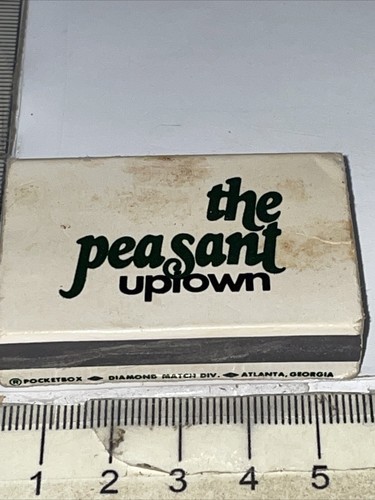 the
peasant
uptown
® POCKETBOX DIAMOND MATCH DIV. ATLANTA, GEORGIA
1 2 3 4 5